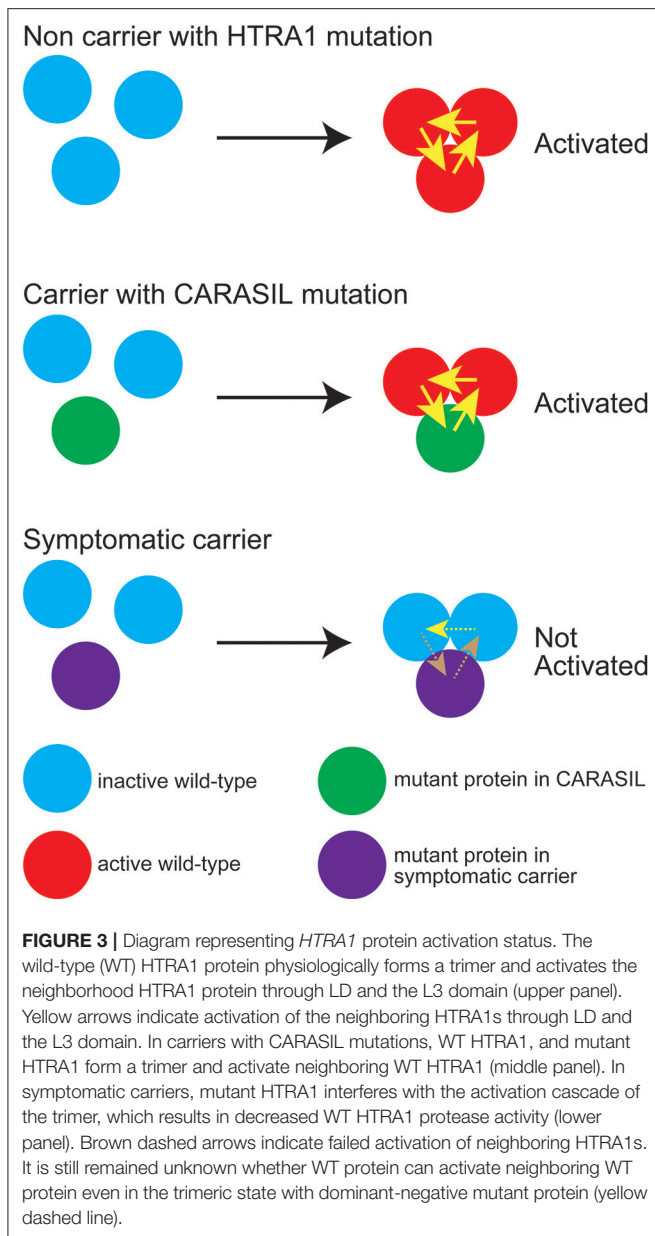 Non carrier with HTRA1 mutation
Activated
Carrier with CARASIL mutation
Activated
Symptomatic carrier
Not
Activated
inactive wild-type
mutant protein in CARASIL
active wild-type
mutant protein in
symptomatic carrier
FIGURE 3 | Diagram representing HTRA1 protein activation status. The
wild-type (WT) HTRA1 protein physiologically forms a trimer and activates the
neighborhood HTRA1 protein through LD and the L3 domain (upper panel).
Yellow arrows indicate activation of the neighboring HTRA1s through LD and
the L3 domain. In carriers with CARASIL mutations, WT HTRA1, and mutant
HTRA1 form a trimer and activate neighboring WT HTRA1 (middle panel). In
symptomatic carriers, mutant HTRA1 interferes with the activation cascade of
the trimer, which results in decreased WT HTRA1 protease activity (lower
panel). Brown dashed arrows indicate failed activation of neighboring HTRA1s.
It is still remained unknown whether WT protein can activate neighboring WT
protein even in the trimeric state with dominant-negative mutant protein (yellow
dashed line).